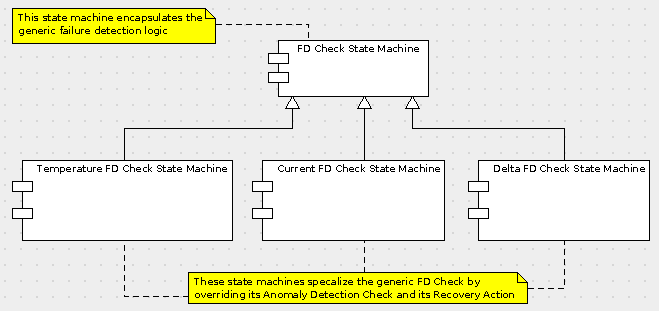 This state machine encapsulates the
generic failure detection logic
FD Check State Machine
Temperature FD Check State Machine
Current FD Check State Machine
Delta FD Check State Machine
These state machines specalize the generic FD Check by
overriding its Anomaly Detection Check and its Recovery Action